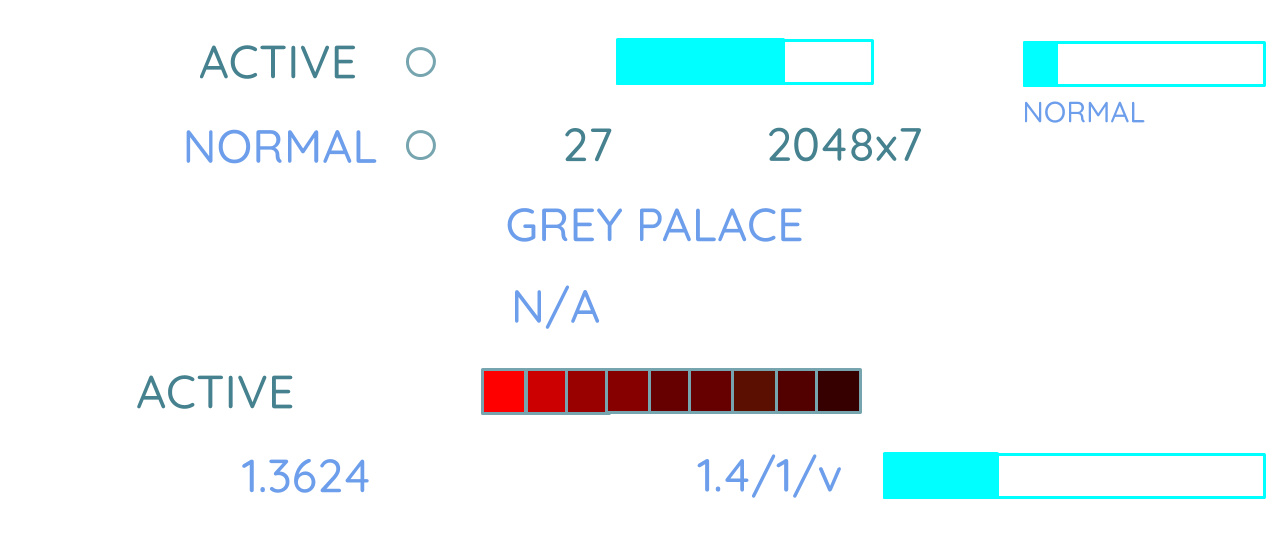 ACTIVE
NORMAL
NORMAL 27 2048x7
GREY PALACE
N/A
ACTIVE
1.3624 1.4/1/v